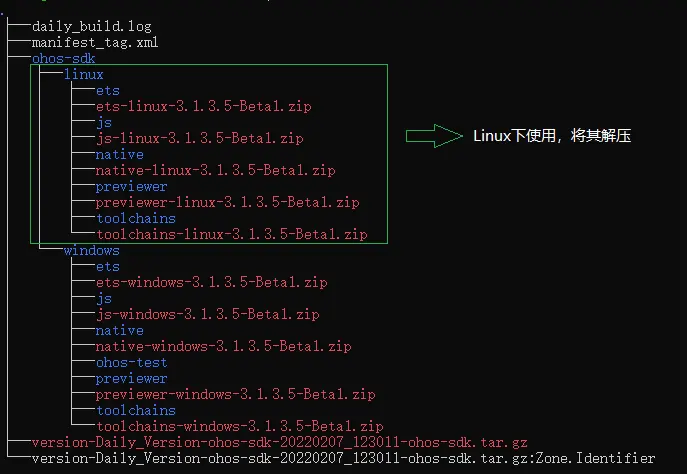 .
daily_build.log
manifest_tag.xml
ohos-sdk
linux
ets
ets-linux-3.1.3.5-Beta1.zip
js
js-linux-3.1.3.5-Beta1.zip
native
native-linux-3.1.3.5-Beta1.zip
previewer
previewer-linux-3.1.3.5-Beta1.zip
toolchains
toolchains-linux-3.1.3.5-Beta1.zip
Linux下使用，将其解压
windows
ets
ets-windows-3.1.3.5-Beta1.zip
js
js-windows-3.1.3.5-Beta1.zip
native
native-windows-3.1.3.5-Beta1.zip
ohos-test
previewer
previewer-windows-3.1.3.5-Beta1.zip
toolchains
toolchains-windows-3.1.3.5-Beta1.zip
version-Daily_Version-ohos-sdk-20220207_123011-ohos-sdk.tar.gz
version-Daily_Version-ohos-sdk-20220207_123011-ohos-sdk.tar.gz:Zone.Identifier